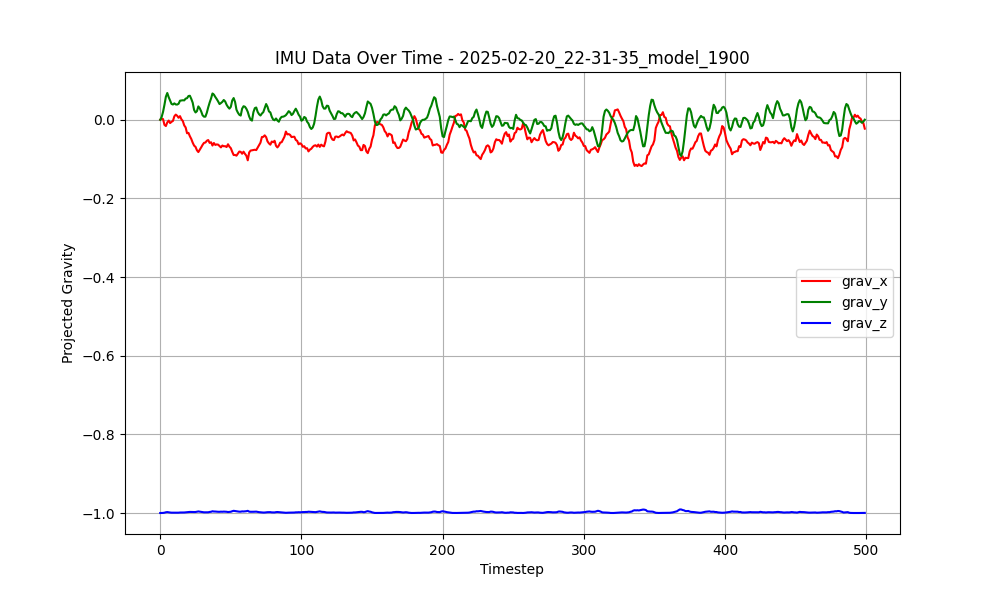 IMU Data Over Time - 2025-02-20_22-31-35_model_1900
Projected Gravity
0.0
−0.2
−0.4
−0.6
−0.8
−1.0
grav_x
grav_y
grav_z
0 100 200 300 400 500
Timestep